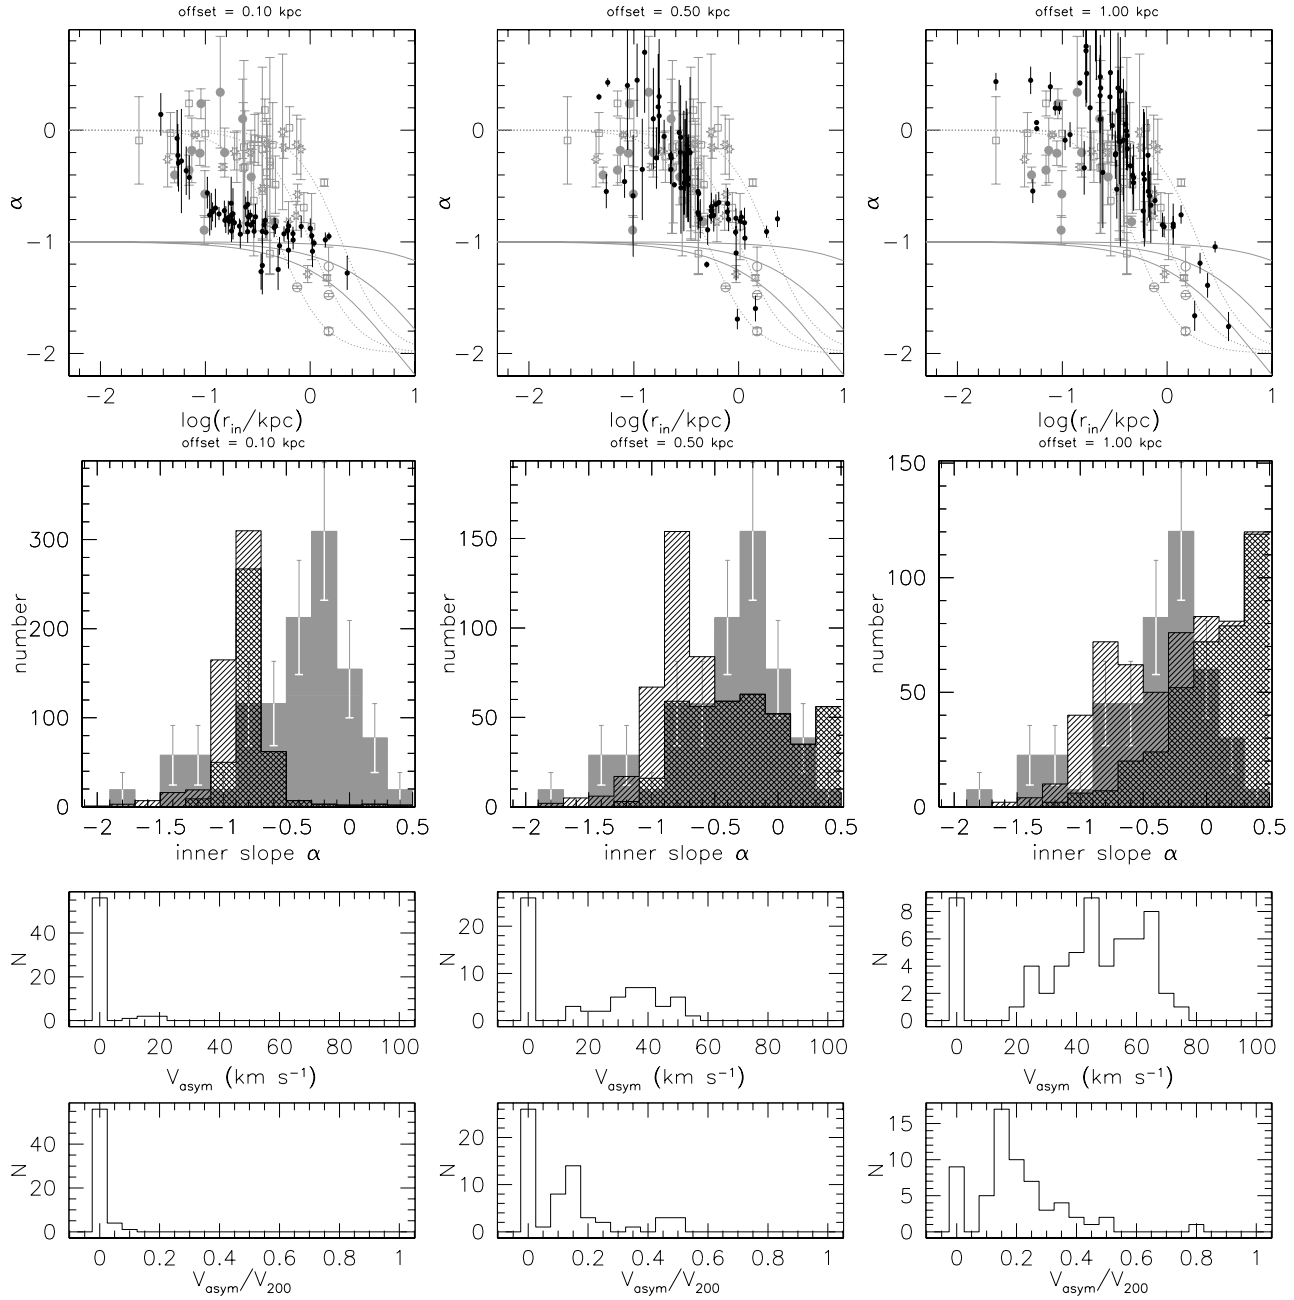 offset = 0.10 kpc offset = 0.50 kpc offset = 1.00 kpc
0 0 0
α α α
−1 −1 −1
−2 −2 −2
−2 −1 0 1 −2 −1 0 1 −2 −1 0 1
log(r_in/kpc) log(r_in/kpc) log(r_in/kpc)
offset = 0.10 kpc offset = 0.50 kpc offset = 1.00 kpc
150
300 150
100
number 200 number 100 number
100 50 50
0 0 0
−2 −1.5 −1 −0.5 0 0.5 −2 −1.5 −1 −0.5 0 0.5 −2 −1.5 −1 −0.5 0 0.5
inner slope α inner slope α inner slope α
8
40 20 6
N N N
20 10 4
2
0 0 0
0 20 40 60 80 100 0 20 40 60 80 100 0 20 40 60 80 100
V_asym (km s⁻¹) V_asym (km s⁻¹) V_asym (km s⁻¹)
15
40 20
10
N N N
20 10 5
0 0 0
0 0.2 0.4 0.6 0.8 1 0 0.2 0.4 0.6 0.8 1 0 0.2 0.4 0.6 0.8 1
V_asym/V_200 V_asym/V_200 V_asym/V_200